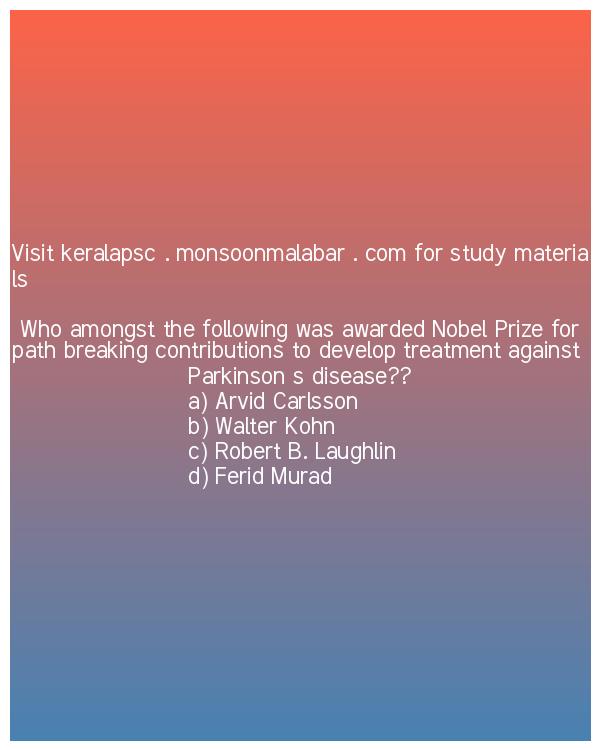 Visit keralapsc . monsoonmalabar . com for study materia
ls
Who amongst the following was awarded Nobel Prize for
path breaking contributions to develop treatment against
Parkinson s disease??
a) Arvid Carlsson
b) Walter Kohn
c) Robert B. Laughlin
d) Ferid Murad